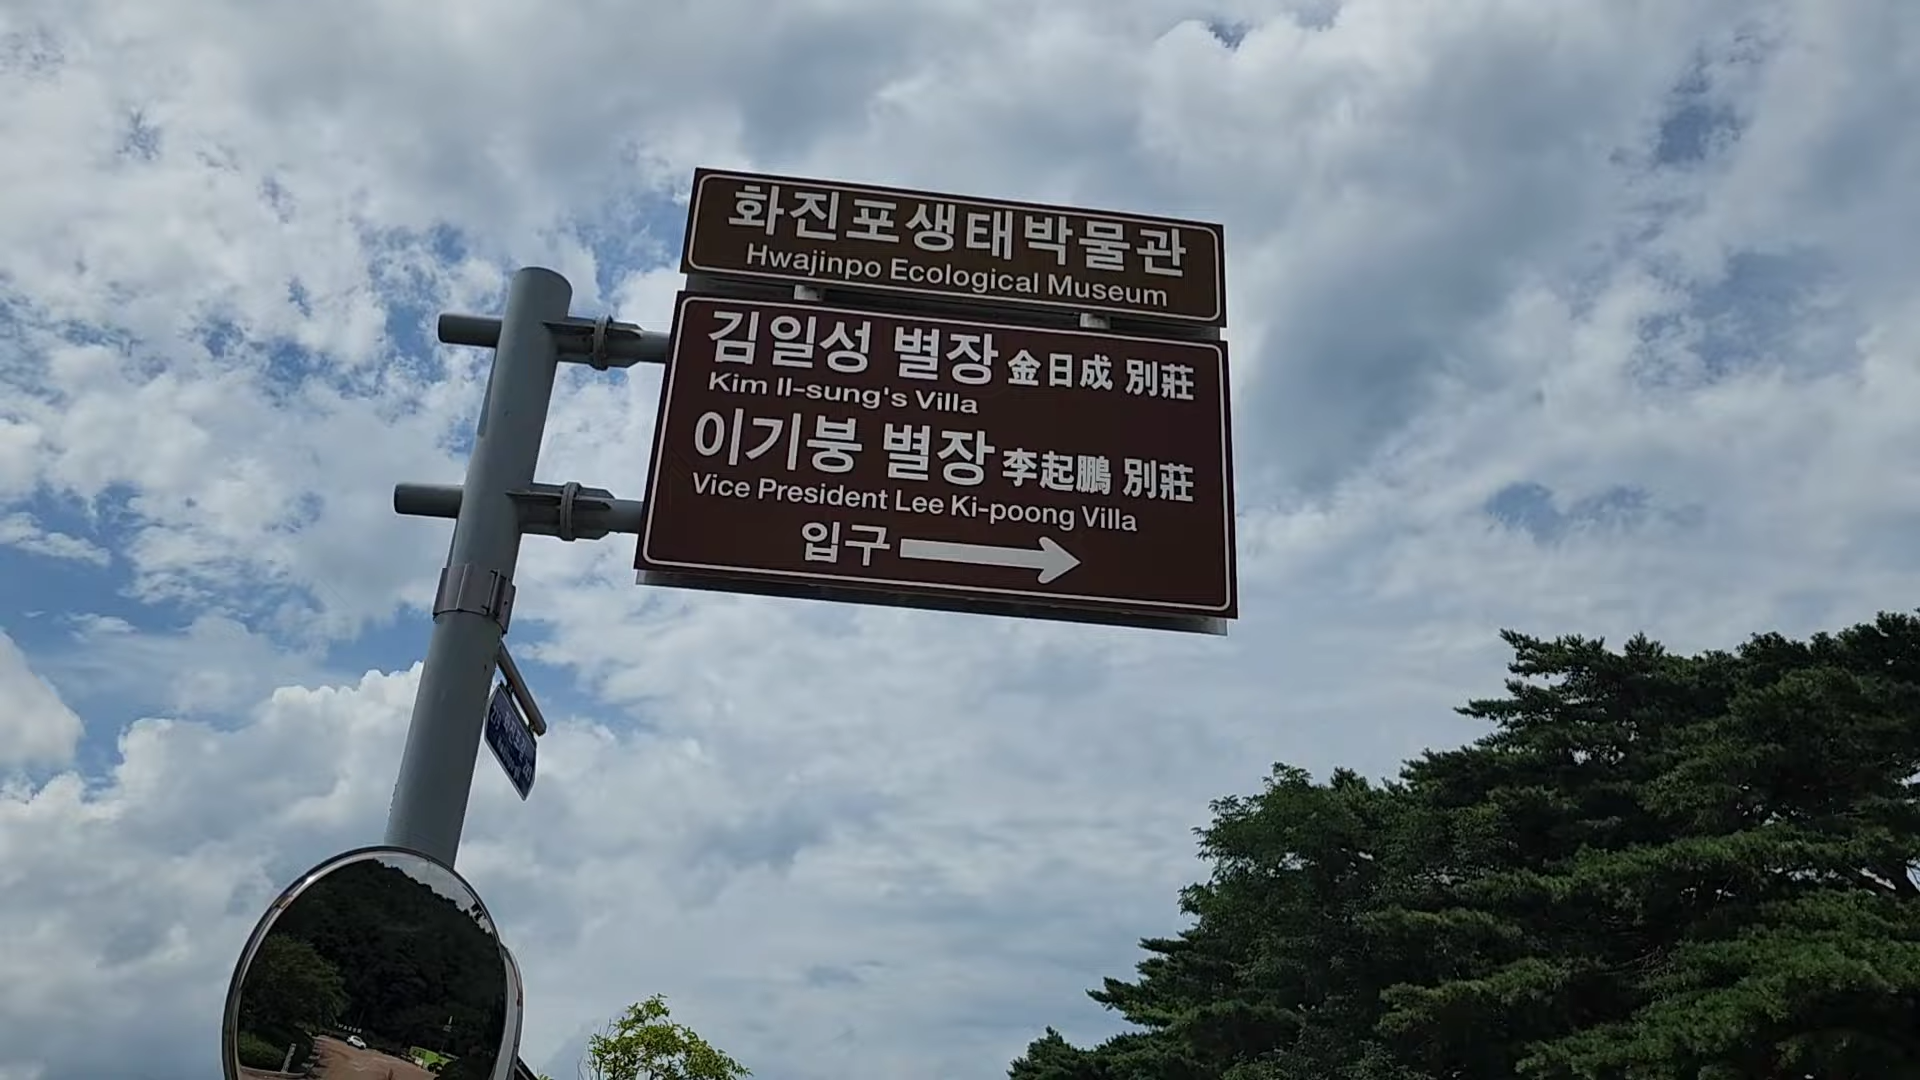 화진포생태박물관
Hwajinpo Ecological Museum
김일성 별장 金日成 別莊
Kim Il-sung's Villa
이기붕 별장 李起鵬 別莊
Vice President Lee Ki-poong Villa
입구